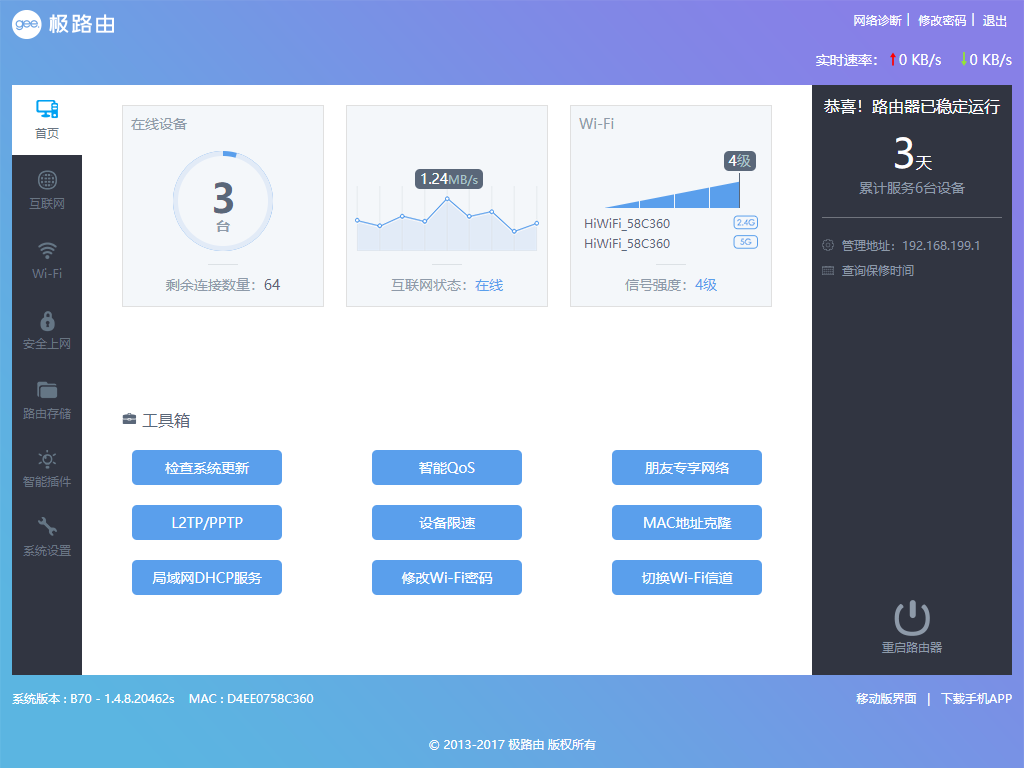 gee. 极路由
网络诊断 | 修改密码 | 退出
实时速率： 0 KB/s 0 KB/s
首页
互联网
Wi-Fi
安全上网
路由存储
智能插件
系统设置
在线设备
3
台
剩余连接数量：64
1.24MB/s
互联网状态：在线
Wi-Fi
4级
HiWiFi_58C360 2.4G
HiWiFi_58C360 5G
信号强度：4级
工具箱
检查系统更新 智能QoS 朋友专享网络
L2TP/PPTP 设备限速 MAC地址克隆
局域网DHCP服务 修改Wi-Fi密码 切换Wi-Fi信道
恭喜！路由器已稳定运行
3天
累计服务6台设备
管理地址：192.168.199.1
查询保修时间
重启路由器
系统版本 : B70 - 1.4.8.20462s MAC : D4EE0758C360
移动版界面 | 下载手机APP
© 2013-2017 极路由 版权所有